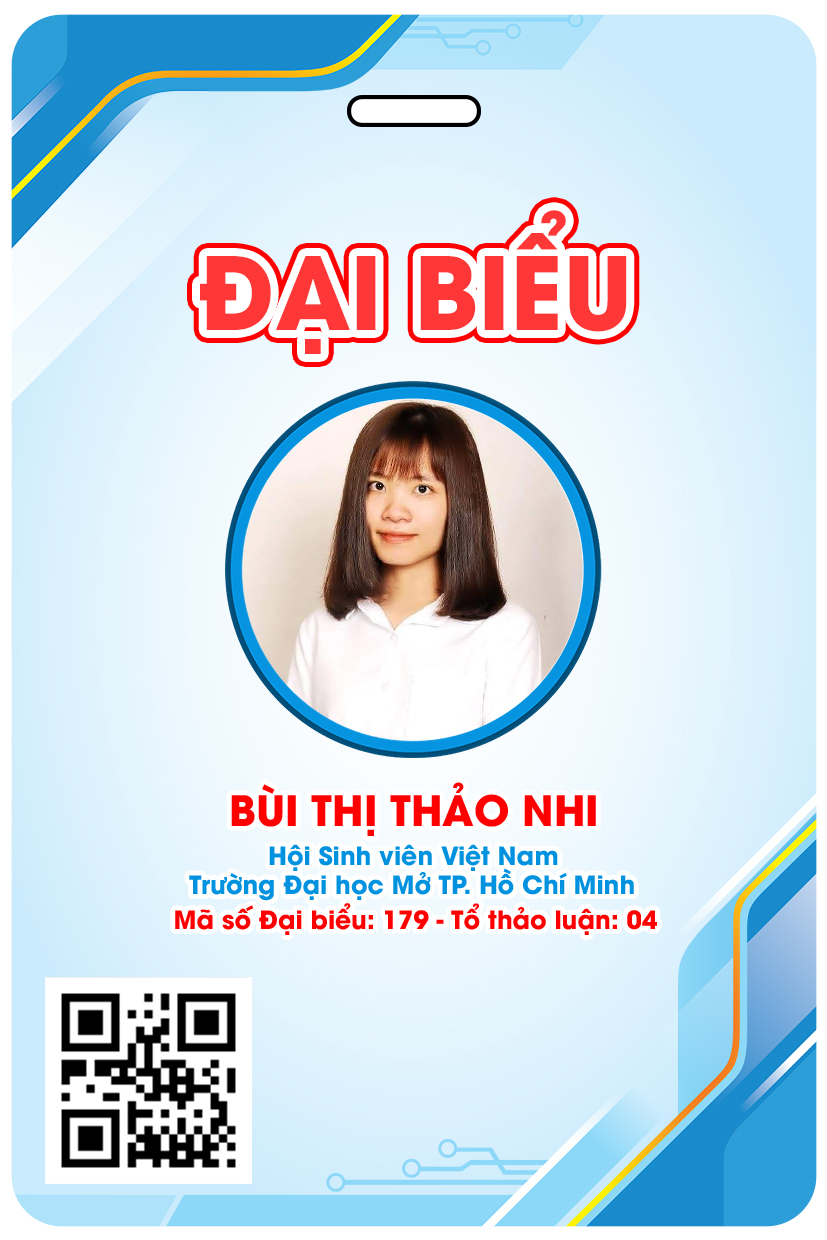 ĐẠI BIỂU
BÙI THỊ THẢO NHI
Hội Sinh viên Việt Nam
Trường Đại học Mở TP. Hồ Chí Minh
Mã số Đại biểu: 179 - Tổ thảo luận: 04